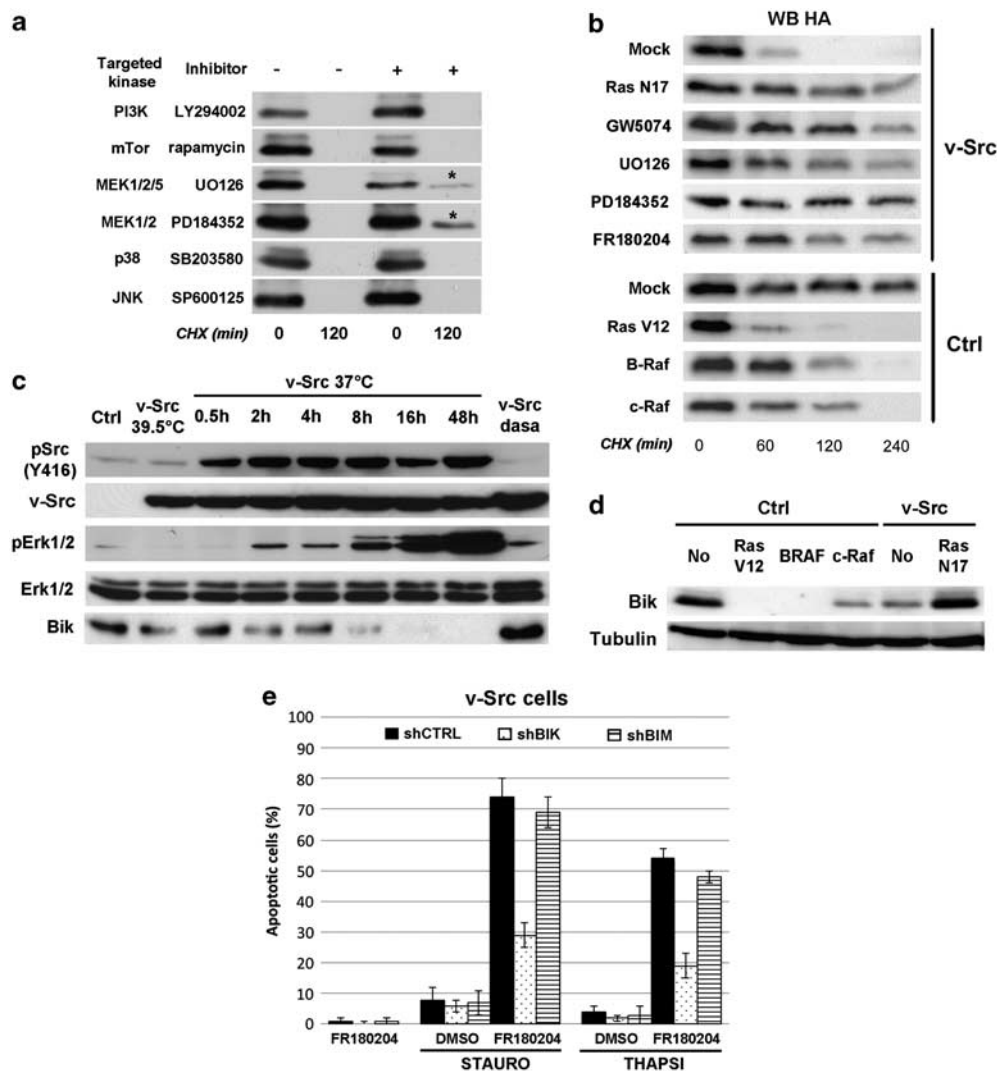 a
Targeted kinase Inhibitor - - + +
PI3K LY294002
mTor rapamycin
MEK1/2/5 UO126 *
MEK1/2 PD184352 *
p38 SB203580
JNK SP600125
CHX (min) 0 120 0 120
b
WB HA
Mock
Ras N17
GW5074
UO126
PD184352
FR180204
v-Src
Mock
Ras V12
B-Raf
c-Raf
Ctrl
CHX (min) 0 60 120 240
c
v-Src 37°C
Ctrl v-Src 39.5°C 0.5h 2h 4h 8h 16h 48h v-Src dasa
pSrc (Y416)
v-Src
pErk1/2
Erk1/2
Bik
d
Ctrl v-Src
No Ras V12 BRAF c-Raf No Ras N17
Bik
Tubulin
e
v-Src cells
shCTRL shBIK shBIM
Apoptotic cells (%)
100
90
80
70
60
50
40
30
20
10
0
FR180204 DMSO FR180204 DMSO FR180204
STAURO THAPSI